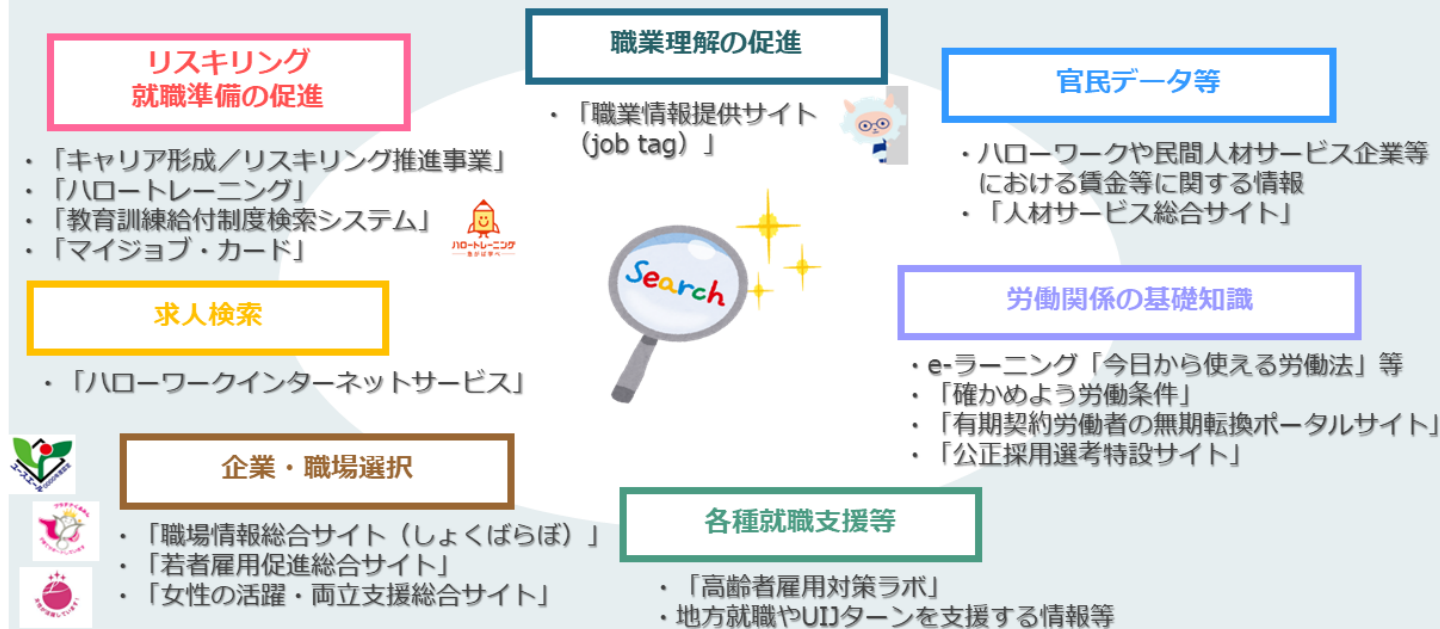 リスキリング
就職準備の促進
・「キャリア形成／リスキリング推進事業」
・「ハロートレーニング」
・「教育訓練給付制度検索システム」
・「マイジョブ・カード」
ハロートレーニング
急がば学べ
職業理解の促進
・「職業情報提供サイト
（job tag）」
官民データ等
・ハローワークや民間人材サービス企業等
における賃金等に関する情報
・「人材サービス総合サイト」
Search
求人検索
・「ハローワークインターネットサービス」
労働関係の基礎知識
・e-ラーニング「今日から使える労働法」等
・「確かめよう労働条件」
・「有期契約労働者の無期転換ポータルサイト」
・「公正採用選考特設サイト」
企業・職場選択
・「職場情報総合サイト（しょくばらぼ）」
・「若者雇用促進総合サイト」
・「女性の活躍・両立支援総合サイト」
ユースエール
各種就職支援等
・「高齢者雇用対策ラボ」
・地方就職やUIJターンを支援する情報等